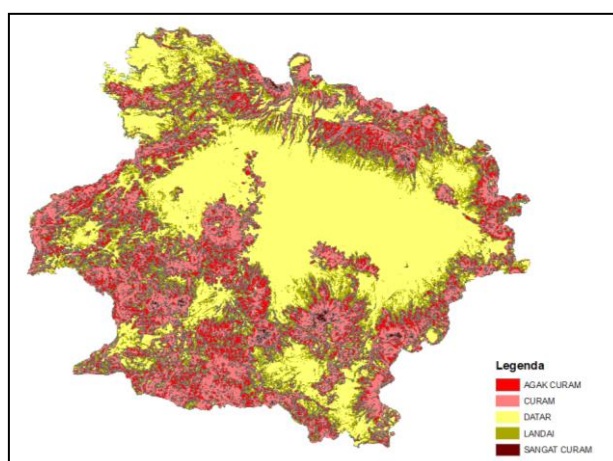 Legenda
AGAK CURAM
CURAM
DATAR
LANDAI
SANGAT CURAM